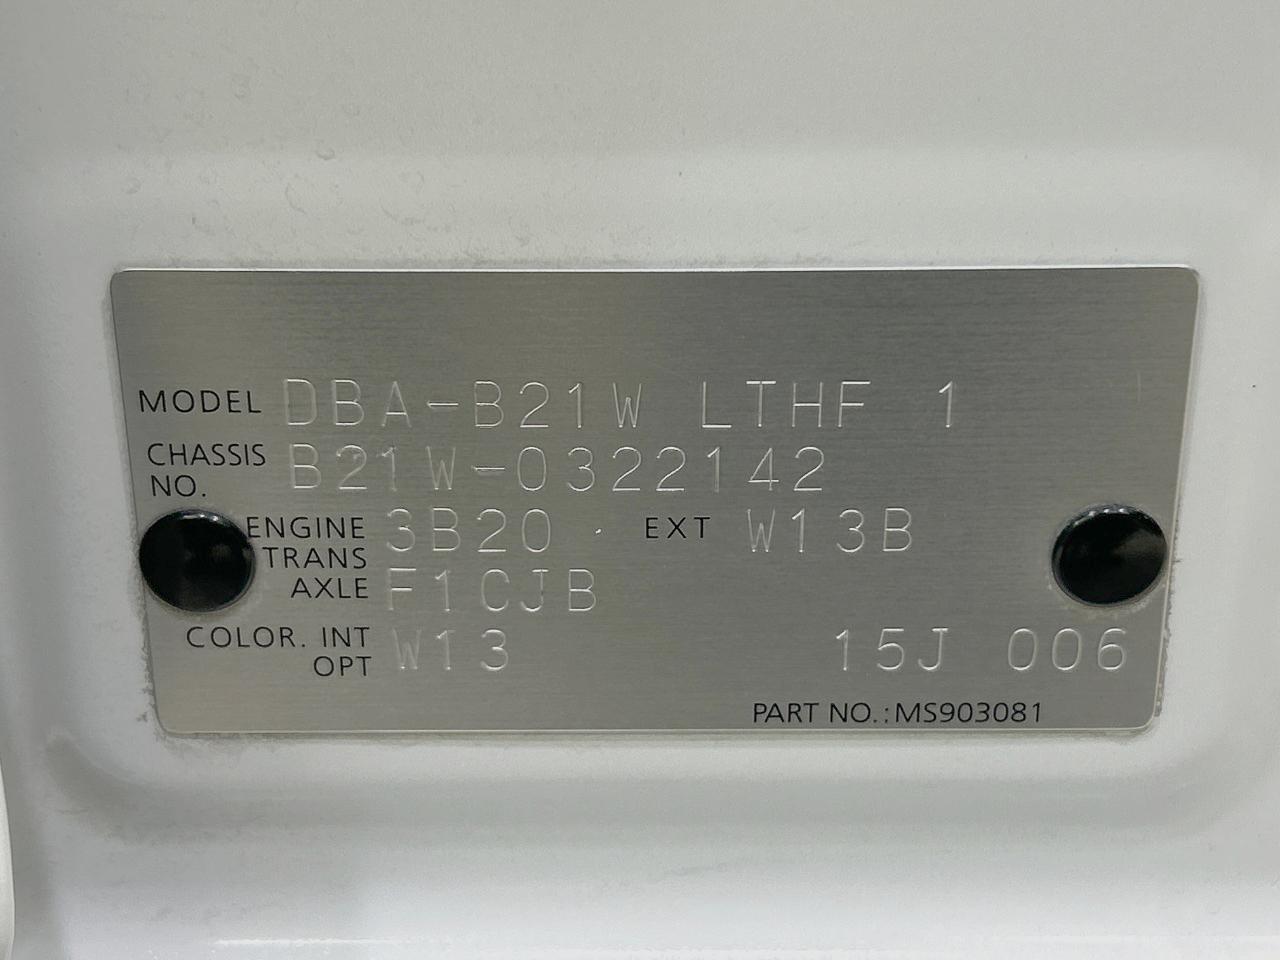 MODEL DBA-B21W LTHF 1
CHASSIS NO. B21W-0322142
ENGINE 3B20 · EXT W13B
TRANS AXLE F1CJB
COLOR. INT OPT W13 15J 006
PART NO.:MS903081